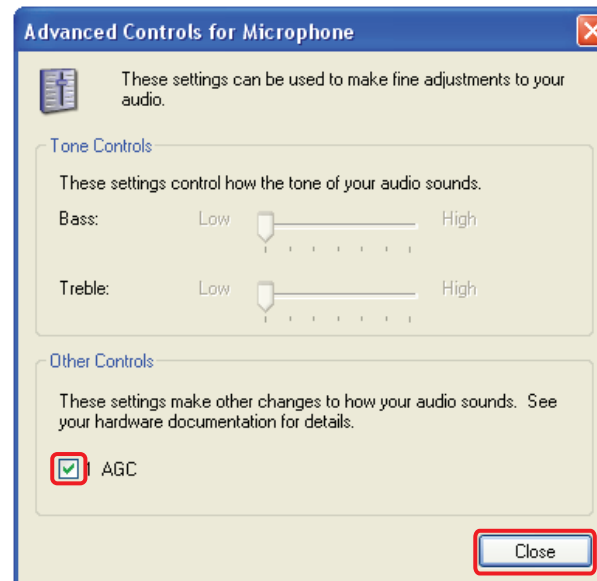 Advanced Controls for Microphone
These settings can be used to make fine adjustments to your
audio.
Tone Controls
These settings control how the tone of your audio sounds.
Bass: Low High
Treble: Low High
Other Controls
These settings make other changes to how your audio sounds. See
your hardware documentation for details.
1 AGC
Close